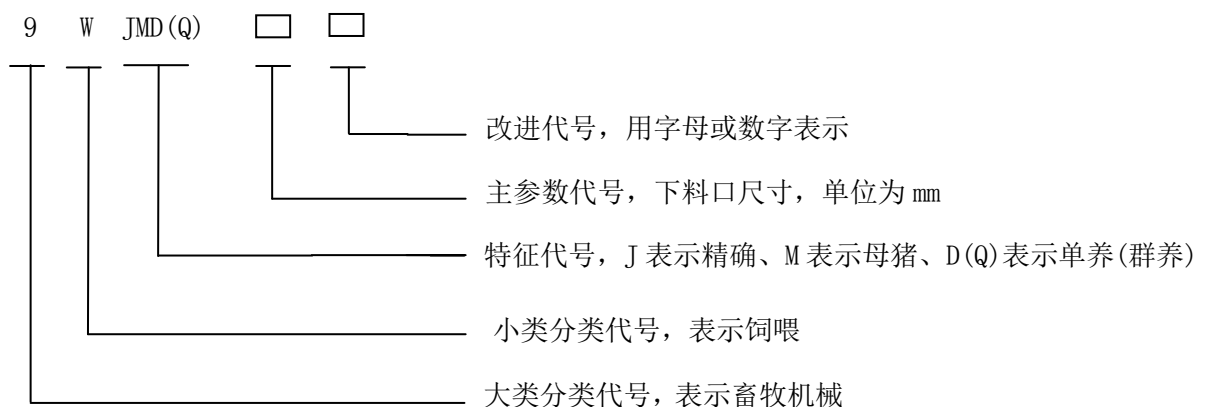 9 W JMD(Q) □ □
改进代号，用字母或数字表示
主参数代号，下料口尺寸，单位为 mm
特征代号，J 表示精确、M 表示母猪、D(Q)表示单养(群养)
小类分类代号，表示饲喂
大类分类代号，表示畜牧机械